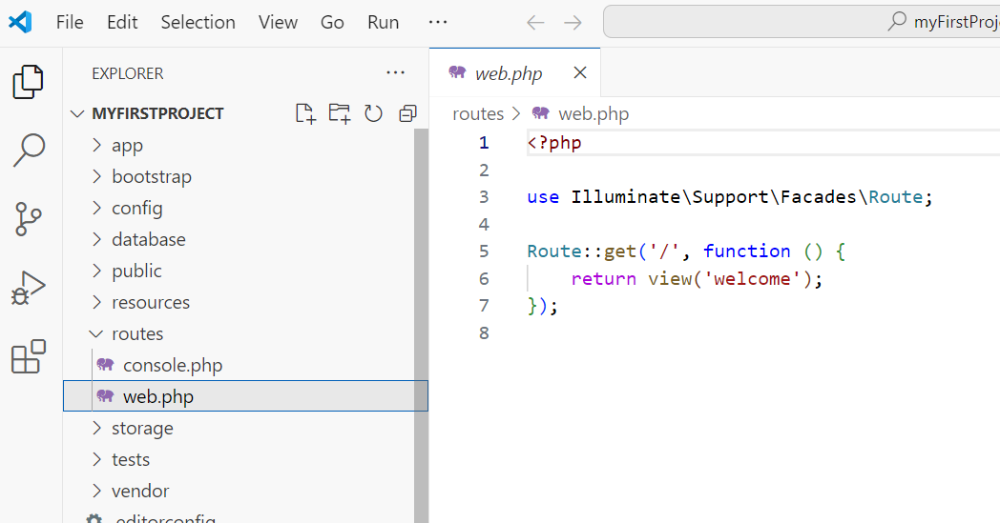 File Edit Selection View Go Run ··· myFirstProj
EXPLORER ···
MYFIRSTPROJECT
app
bootstrap
config
database
public
resources
routes
console.php
web.php
storage
tests
vendor
.editorconfig
web.php
routes > web.php
1 <?php
2
3 use Illuminate\Support\Facades\Route;
4
5 Route::get('/', function () {
6     return view('welcome');
7 });
8